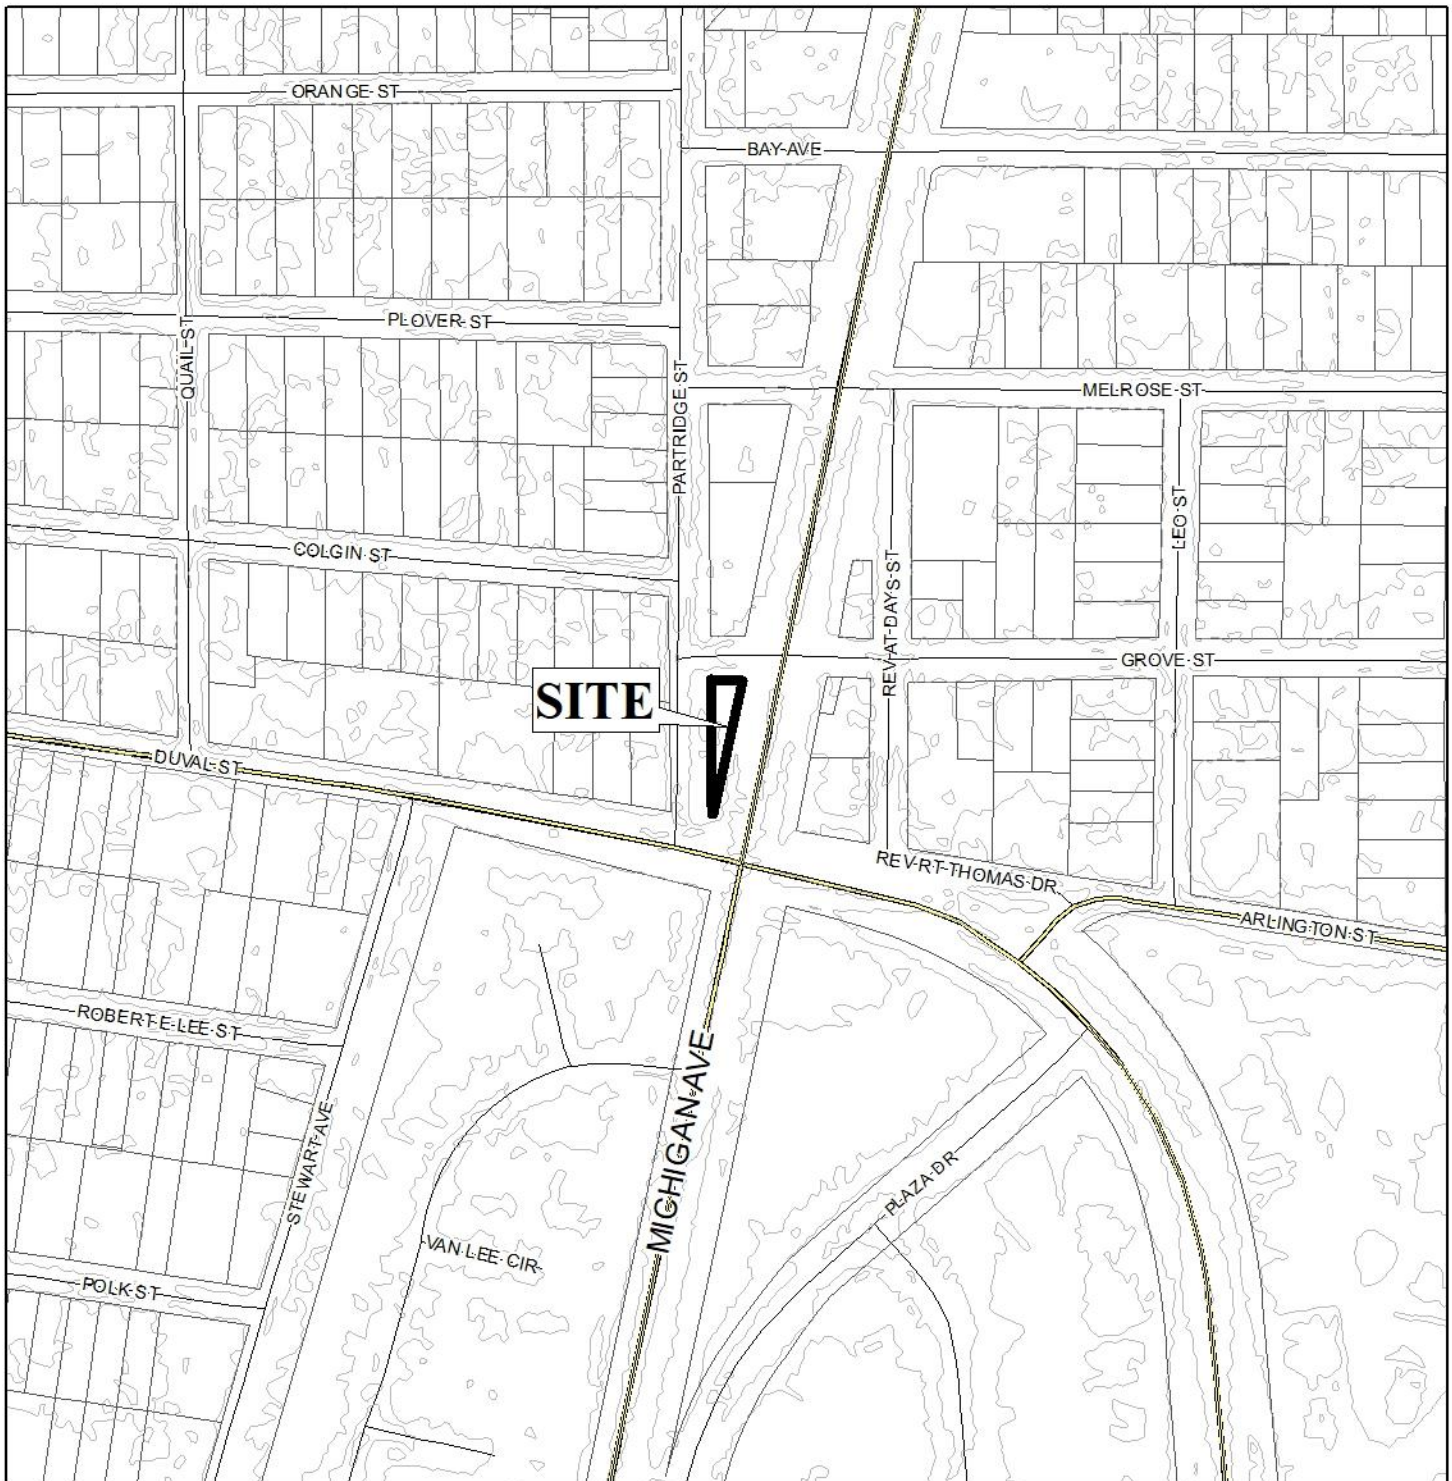 ORANGE ST
BAY AVE
PLOVER ST
QUAIL ST
PARTRIDGE ST
MELROSE ST
LEO ST
COLGIN ST
REV AT DAYS ST
GROVE ST
SITE
DUVAL ST
REV RT THOMAS DR
ARLINGTON ST
ROBERT E LEE ST
MICHIGAN AVE
STEWART AVE
PLAZA DR
VAN LEE CIR
POLK ST